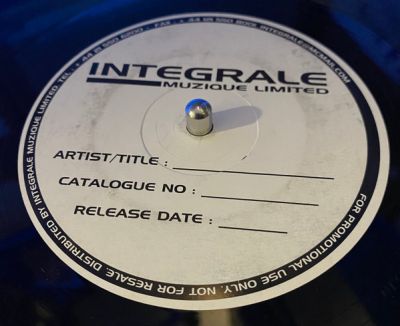 INTEGRALE
MUZIQUE LIMITED
ARTIST/TITLE :
CATALOGUE NO :
RELEASE DATE :
FOR PROMOTIONAL USE ONLY. NOT FOR RESALE. DISTRIBUTED BY INTEGRALE MUZIQUE LIMITED TEL